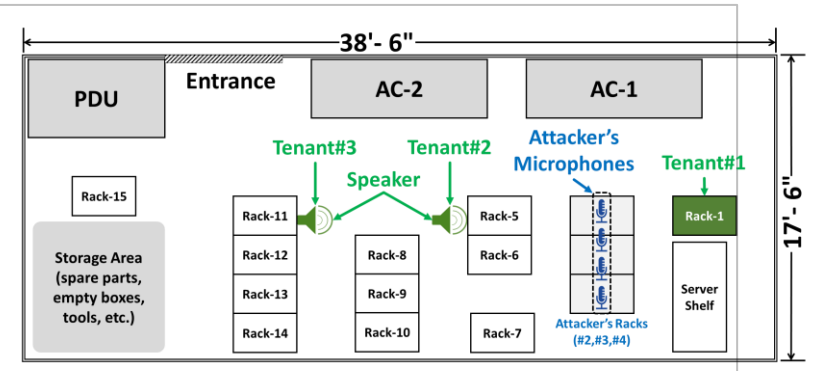 38'- 6"
Entrance
PDU
AC-2
AC-1
Attacker's
Microphones
Tenant#3
Tenant#2
Tenant#1
Speaker
17'- 6"
Rack-15
Rack-11
Rack-5
Rack-1
Storage Area
(spare parts,
empty boxes,
tools, etc.)
Rack-12
Rack-8
Rack-6
Rack-13
Rack-9
Server
Shelf
Rack-14
Rack-10
Rack-7
Attacker's Racks
(#2,#3,#4)